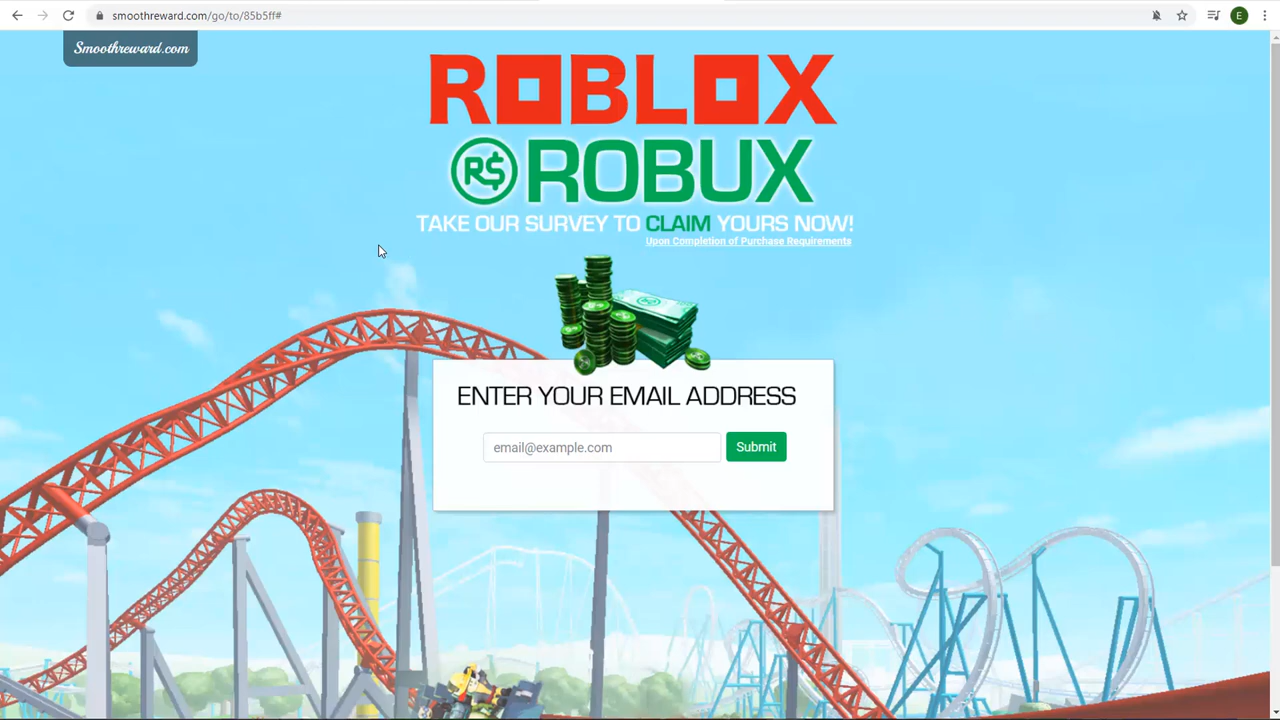 smoothreward.com/go/to/85b5ff#
E
Smoothreward.com
ROBLOX
R$ ROBUX
TAKE OUR SURVEY TO CLAIM YOURS NOW!
Upon Completion of Purchase Requirements
ENTER YOUR EMAIL ADDRESS
email@example.com
Submit